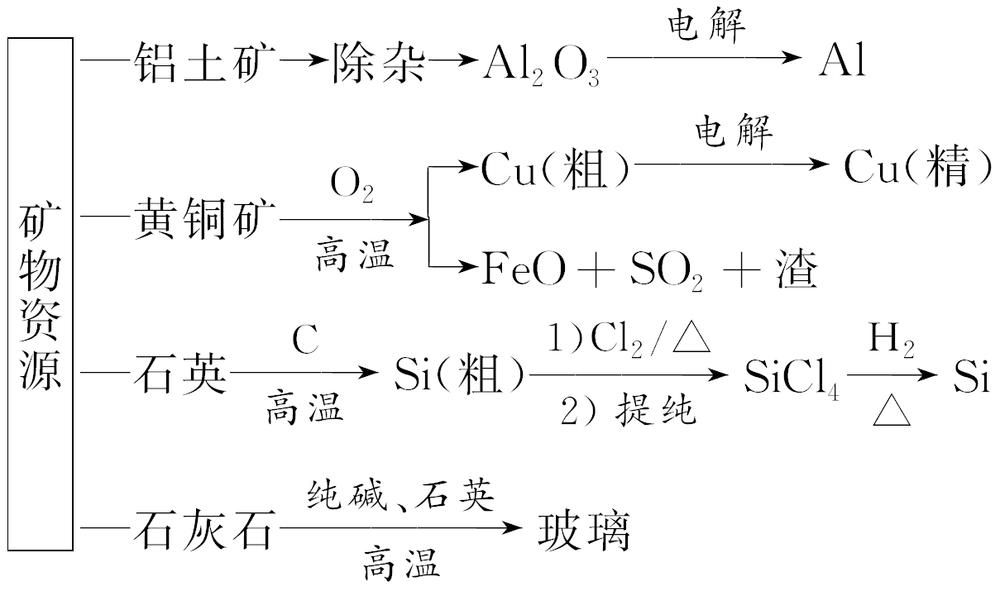 矿物资源
铝土矿 除杂 Al₂O₃ 电解 Al
黄铜矿 O₂ 高温 Cu(粗) 电解 Cu(精)
FeO + SO₂ + 渣
石英 C 高温 Si(粗) 1)Cl₂/△ 2)提纯 SiCl₄ H₂ △ Si
石灰石 纯碱、石英 高温 玻璃